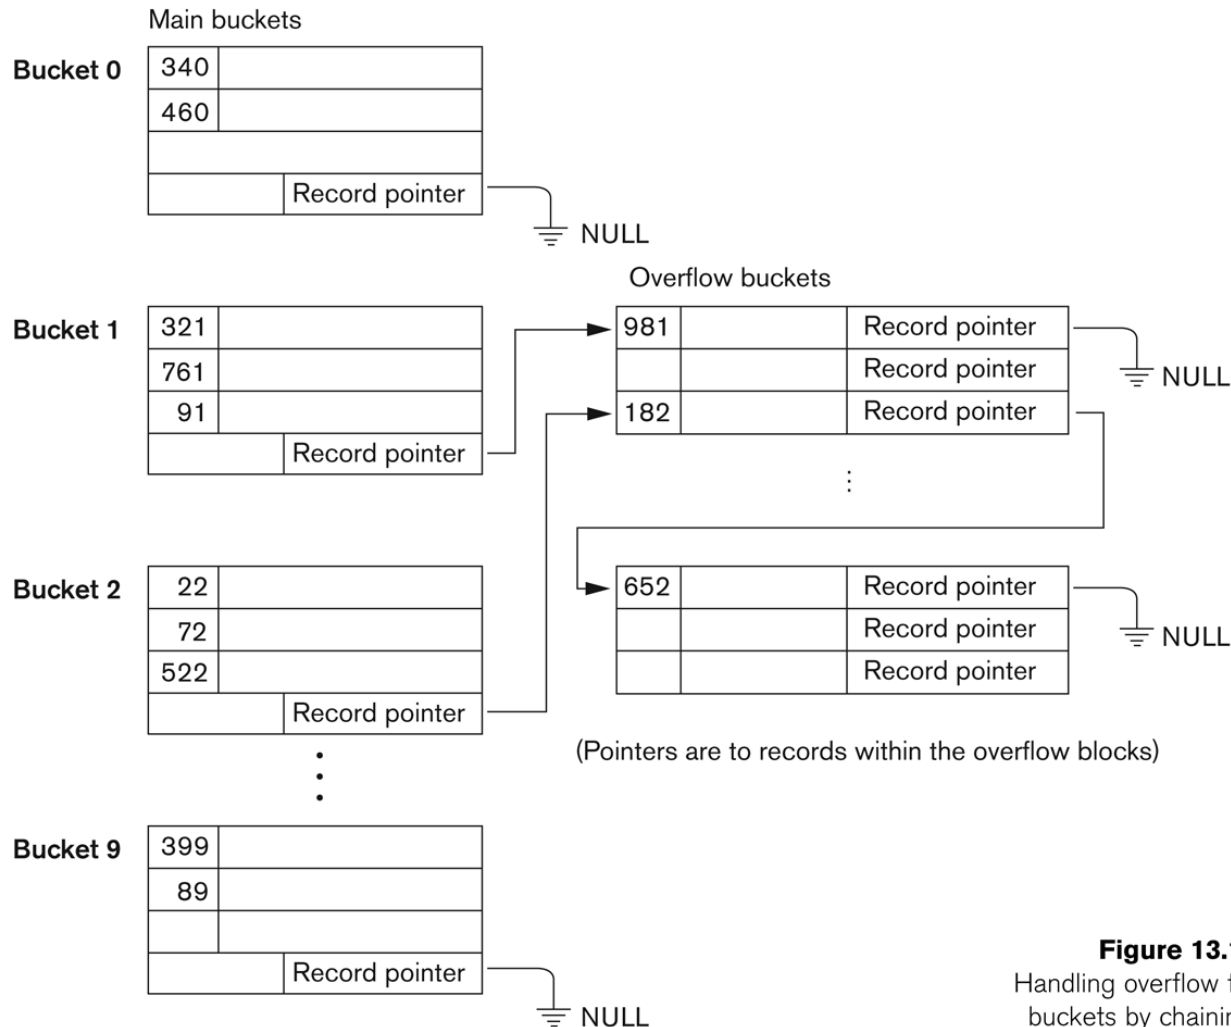 Main buckets
Bucket 0
340
460
Record pointer
NULL
Overflow buckets
Bucket 1
321
761
91
Record pointer
981 Record pointer
Record pointer
182 Record pointer
NULL
Bucket 2
22
72
522
Record pointer
652 Record pointer
Record pointer
Record pointer
NULL
(Pointers are to records within the overflow blocks)
Bucket 9
399
89
Record pointer
NULL
Figure 13.
Handling overflow
buckets by